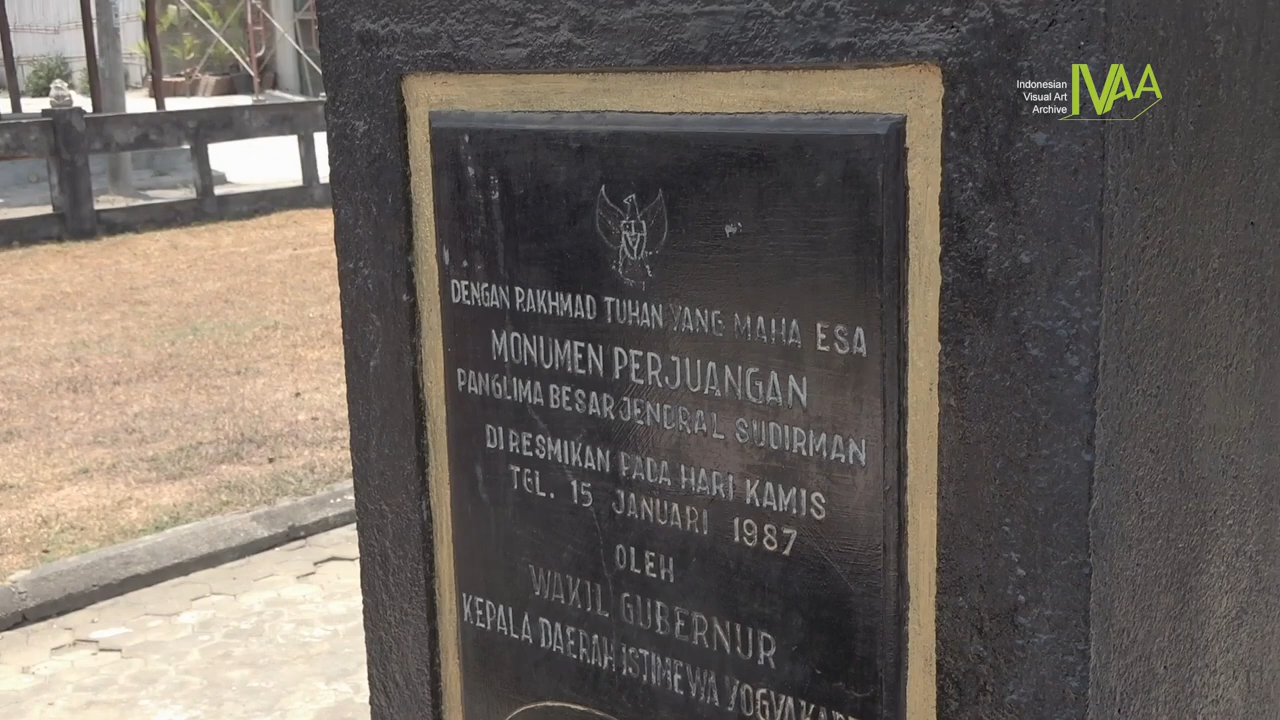 Indonesian
Visual Art
Archive
IVAA
DENGAN RAKHMAD TUHAN YANG MAHA ESA
MONUMEN PERJUANGAN
PANGLIMA BESAR JENDRAL SUDIRMAN
DI RESMIKAN PADA HARI KAMIS
TGL. 15 JANUARI 1987
OLEH
WAKIL GUBERNUR
KEPALA DAERAH ISTIMEWA